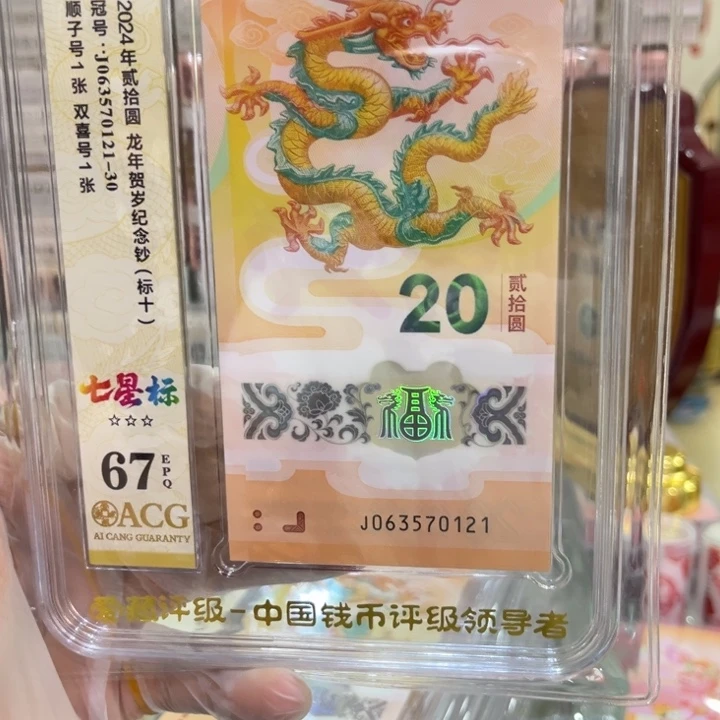 2024年贰拾圆 龙年贺岁纪念钞(标十)
冠号:J063570121-30
顺子号1张 双喜号1张
七星标
☆☆☆
67
EPQ
ACG
AI CANG GUARANTY
20
贰拾圆
福
J063570121
评级-中国钱币评级领导者